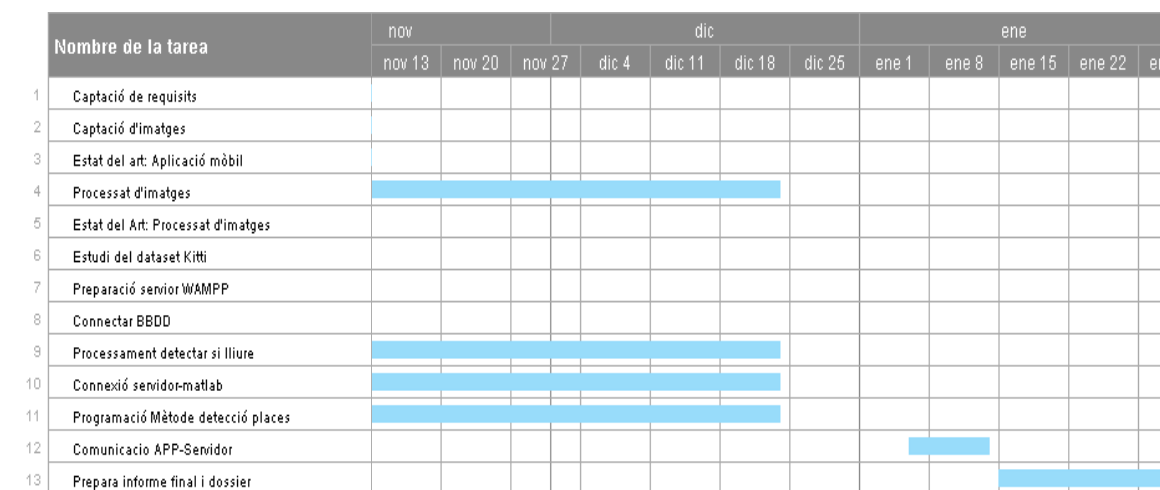 Nombre de la tarea
nov dic ene
nov 13 nov 20 nov 27 dic 4 dic 11 dic 18 dic 25 ene 1 ene 8 ene 15 ene 22
1 Captació de requisits
2 Captació d'imatges
3 Estat del art: Aplicació mòbil
4 Processat d'imatges
5 Estat del Art: Processat d'imatges
6 Estudi del dataset Kitti
7 Preparació servior WAMPP
8 Connectar BBDD
9 Processament detectar si lliure
10 Connexió servidor-matlab
11 Programació Mètode detecció places
12 Comunicacio APP-Servidor
13 Prepara informe final i dossier